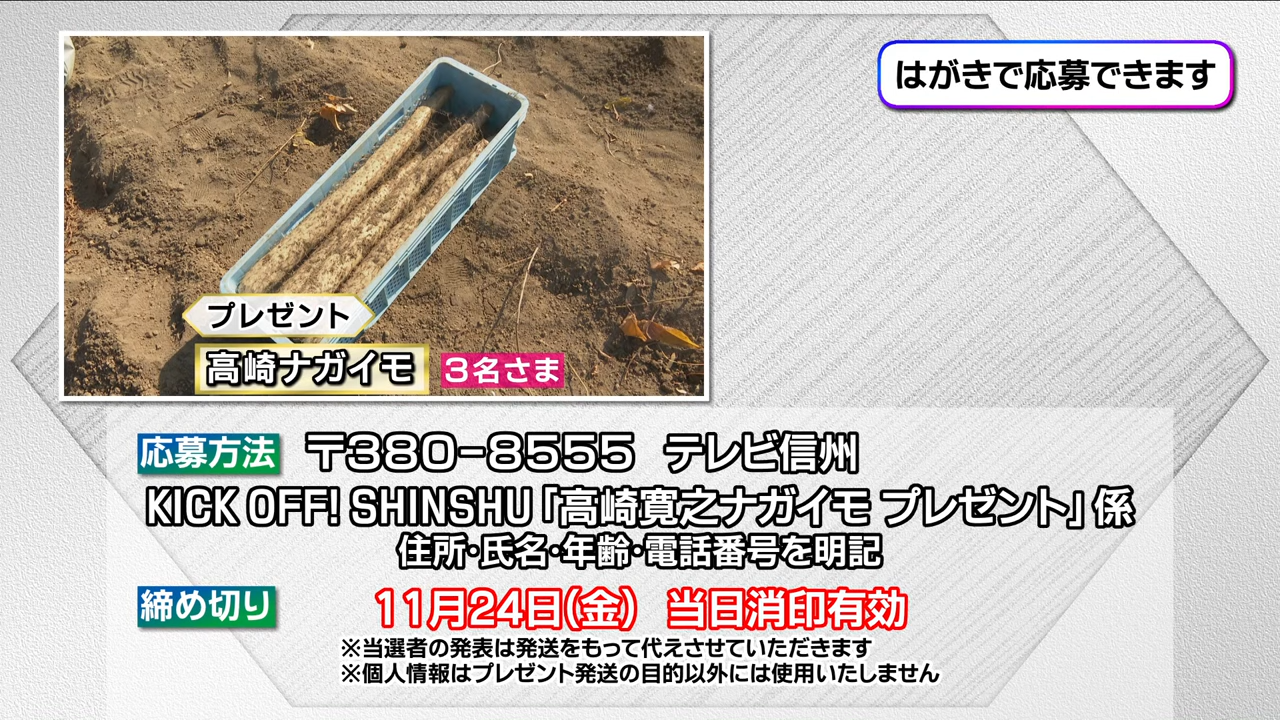 はがきで応募できます
プレゼント
高崎ナガイモ
3名さま
応募方法 〒380-8555 テレビ信州
KICK OFF! SHINSHU「高崎寛之ナガイモ プレゼント」係
住所・氏名・年齢・電話番号を明記
締め切り 11月24日(金) 当日消印有効
※当選者の発表は発送をもって代えさせていただきます
※個人情報はプレゼント発送の目的以外には使用いたしません